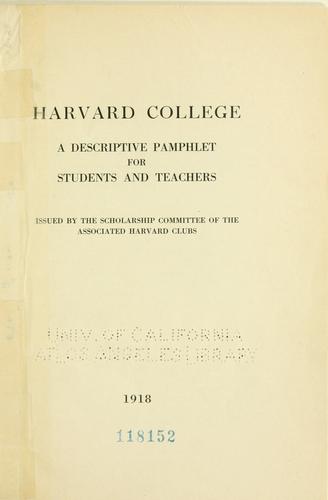 HARVARD COLLEGE
A DESCRIPTIVE PAMPHLET
FOR
STUDENTS AND TEACHERS
ISSUED BY THE SCHOLARSHIP COMMITTEE OF THE
ASSOCIATED HARVARD CLUBS
UNIV. OF CALIFORNIA
AT LOS ANGELES LIBRARY
1918
118152